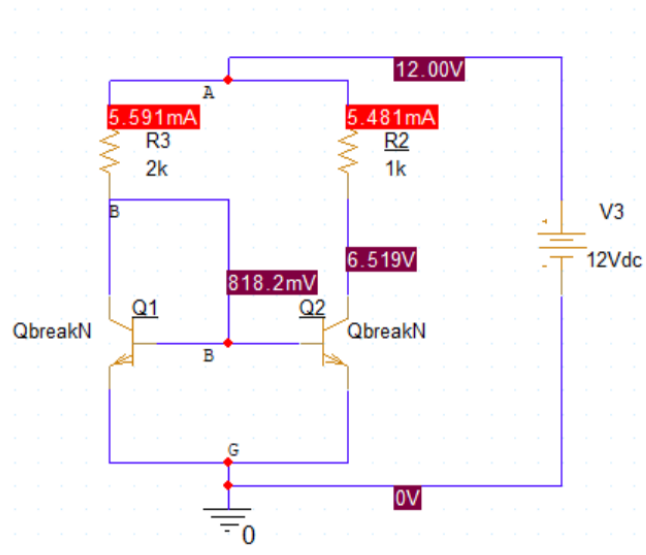 12.00V
A
5.591mA
5.481mA
R3
R2
2k
1k
B
V3
6.519V
12Vdc
818.2mV
Q1
Q2
QbreakN
QbreakN
B
G
0V
0